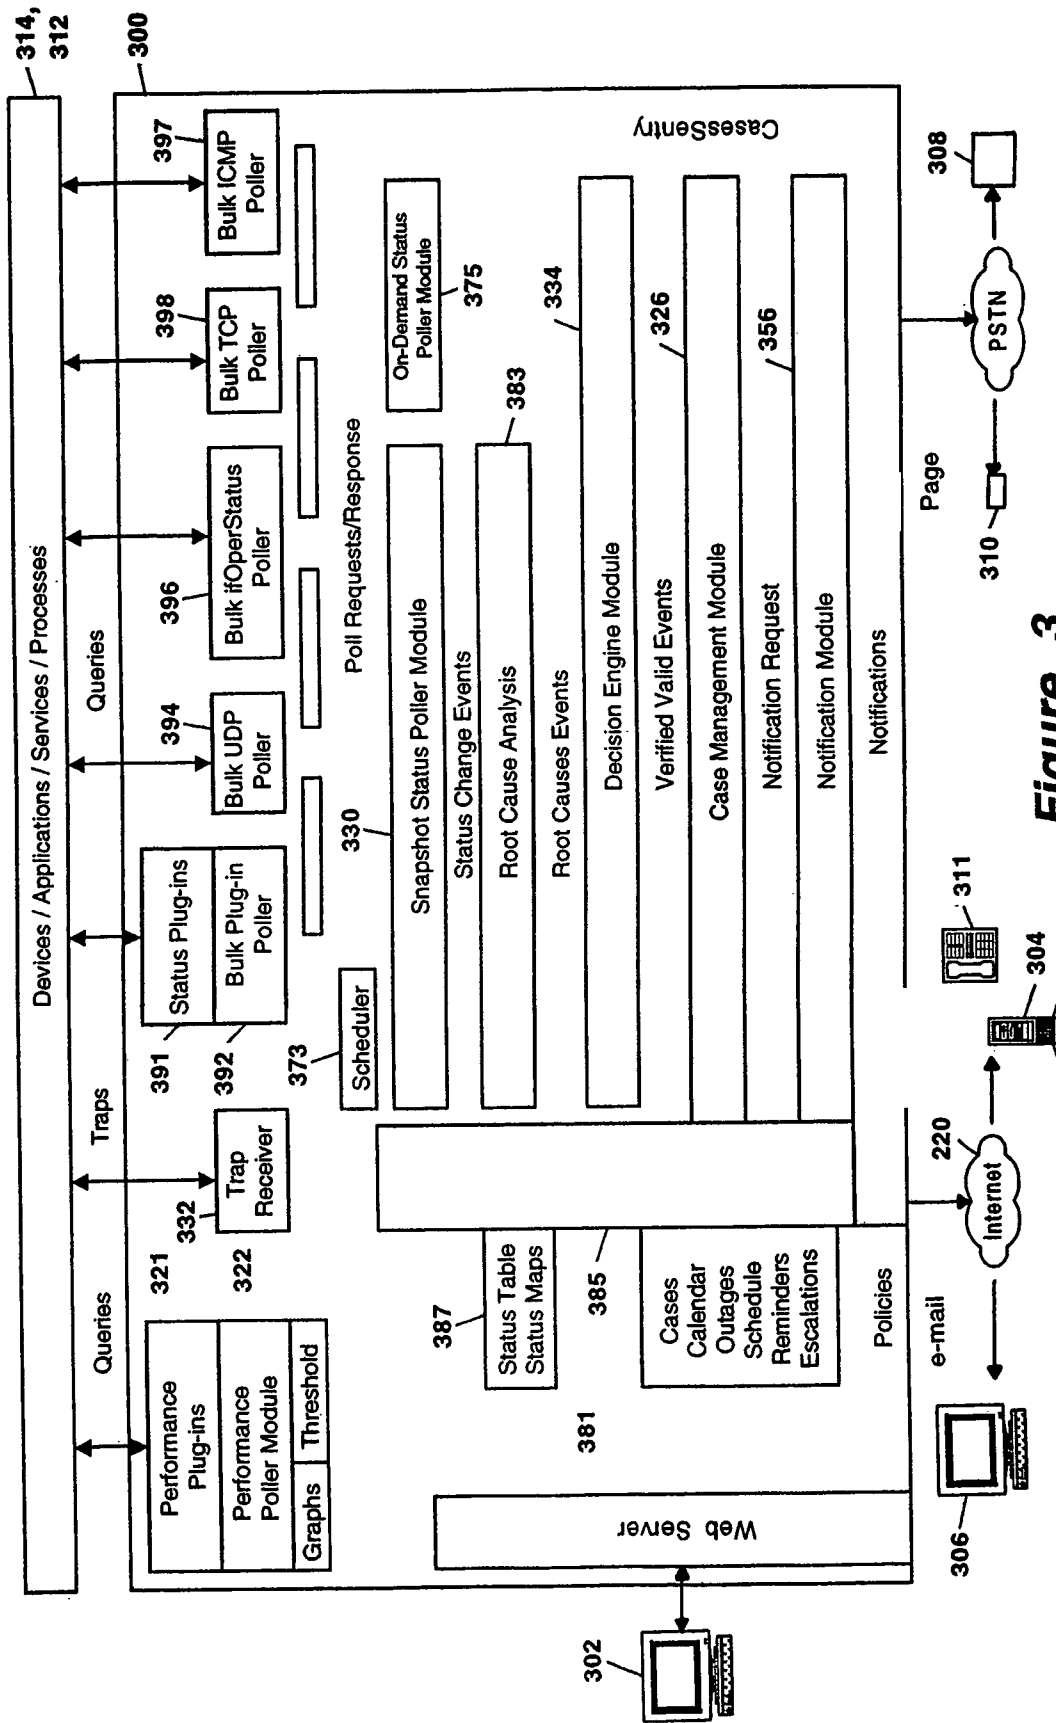 314,
312
Devices / Applications / Services / Processes
300
Queries
Traps
Queries
321
332
322
391
392
394
396
398
397
Performance
Plug-ins
Performance
Poller Module
Graphs
Threshold
Trap
Receiver
Status Plug-ins
Bulk Plug-in
Poller
Bulk UDP
Poller
Bulk ifOperStatus
Poller
Bulk TCP
Poller
Bulk ICMP
Poller
373
Scheduler
330
Poll Requests/Response
Snapshot Status Poller Module
On-Demand Status
Poller Module
375
Status Change Events
387
Status Table
Status Maps
Root Cause Analysis
383
385
Root Causes Events
334
381
Decision Engine Module
Cases
Calendar
Outages
Schedule
Reminders
Escalations
Verified Valid Events
326
Case Management Module
Notification Request
356
Notification Module
CasesSentry
Web Server
302
Policies
Notifications
e-mail
Page
306
Internet
220
304
311
310
PSTN
308
Figure 3